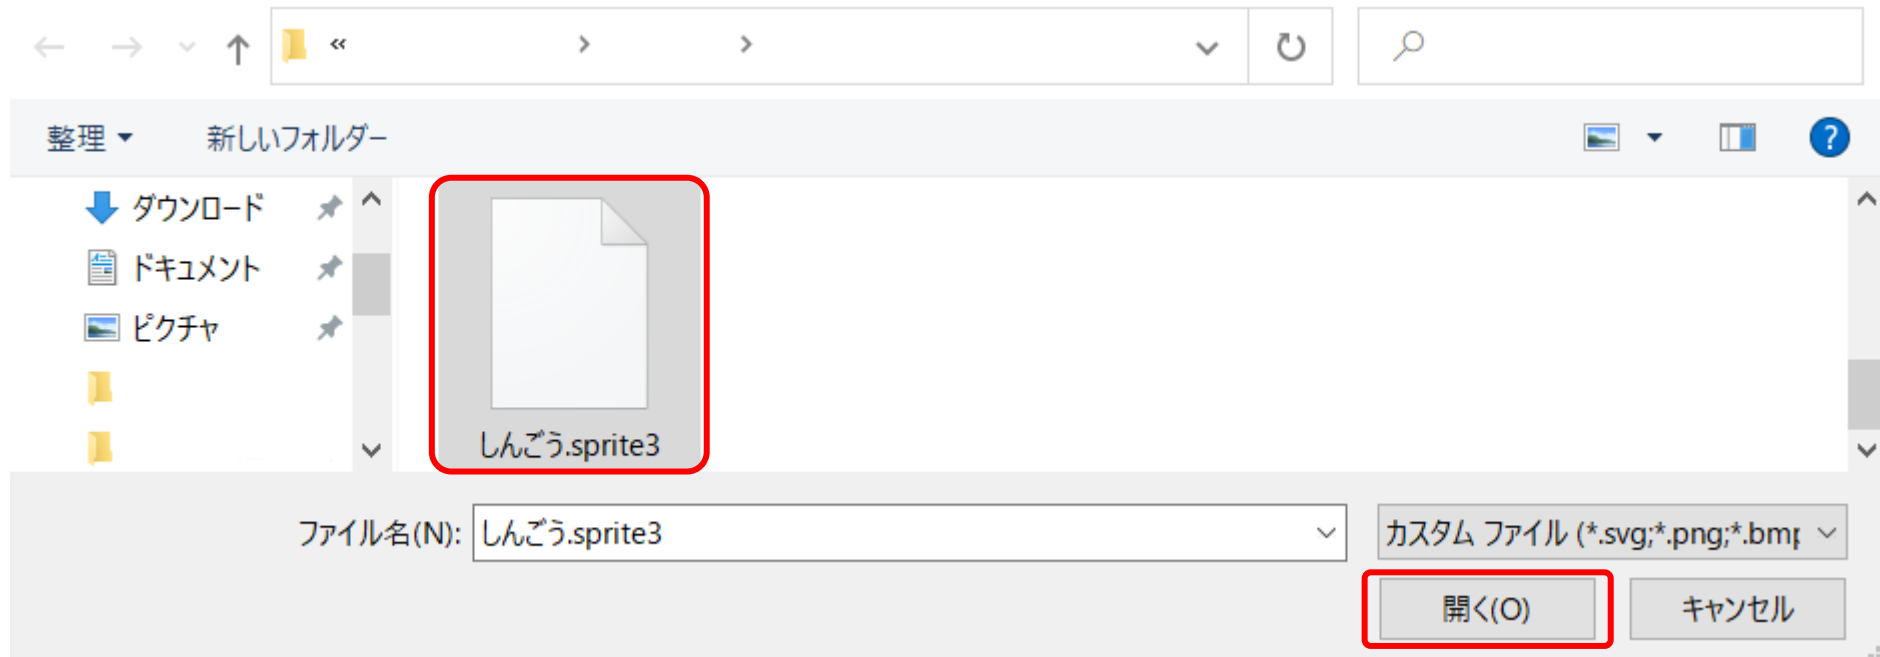 整理
新しいフォルダー
ダウンロード
ドキュメント
ピクチャ
しんごう.sprite3
ファイル名(N):
しんごう.sprite3
カスタム ファイル (*.svg;*.png;*.bmp
開く(O)
キャンセル